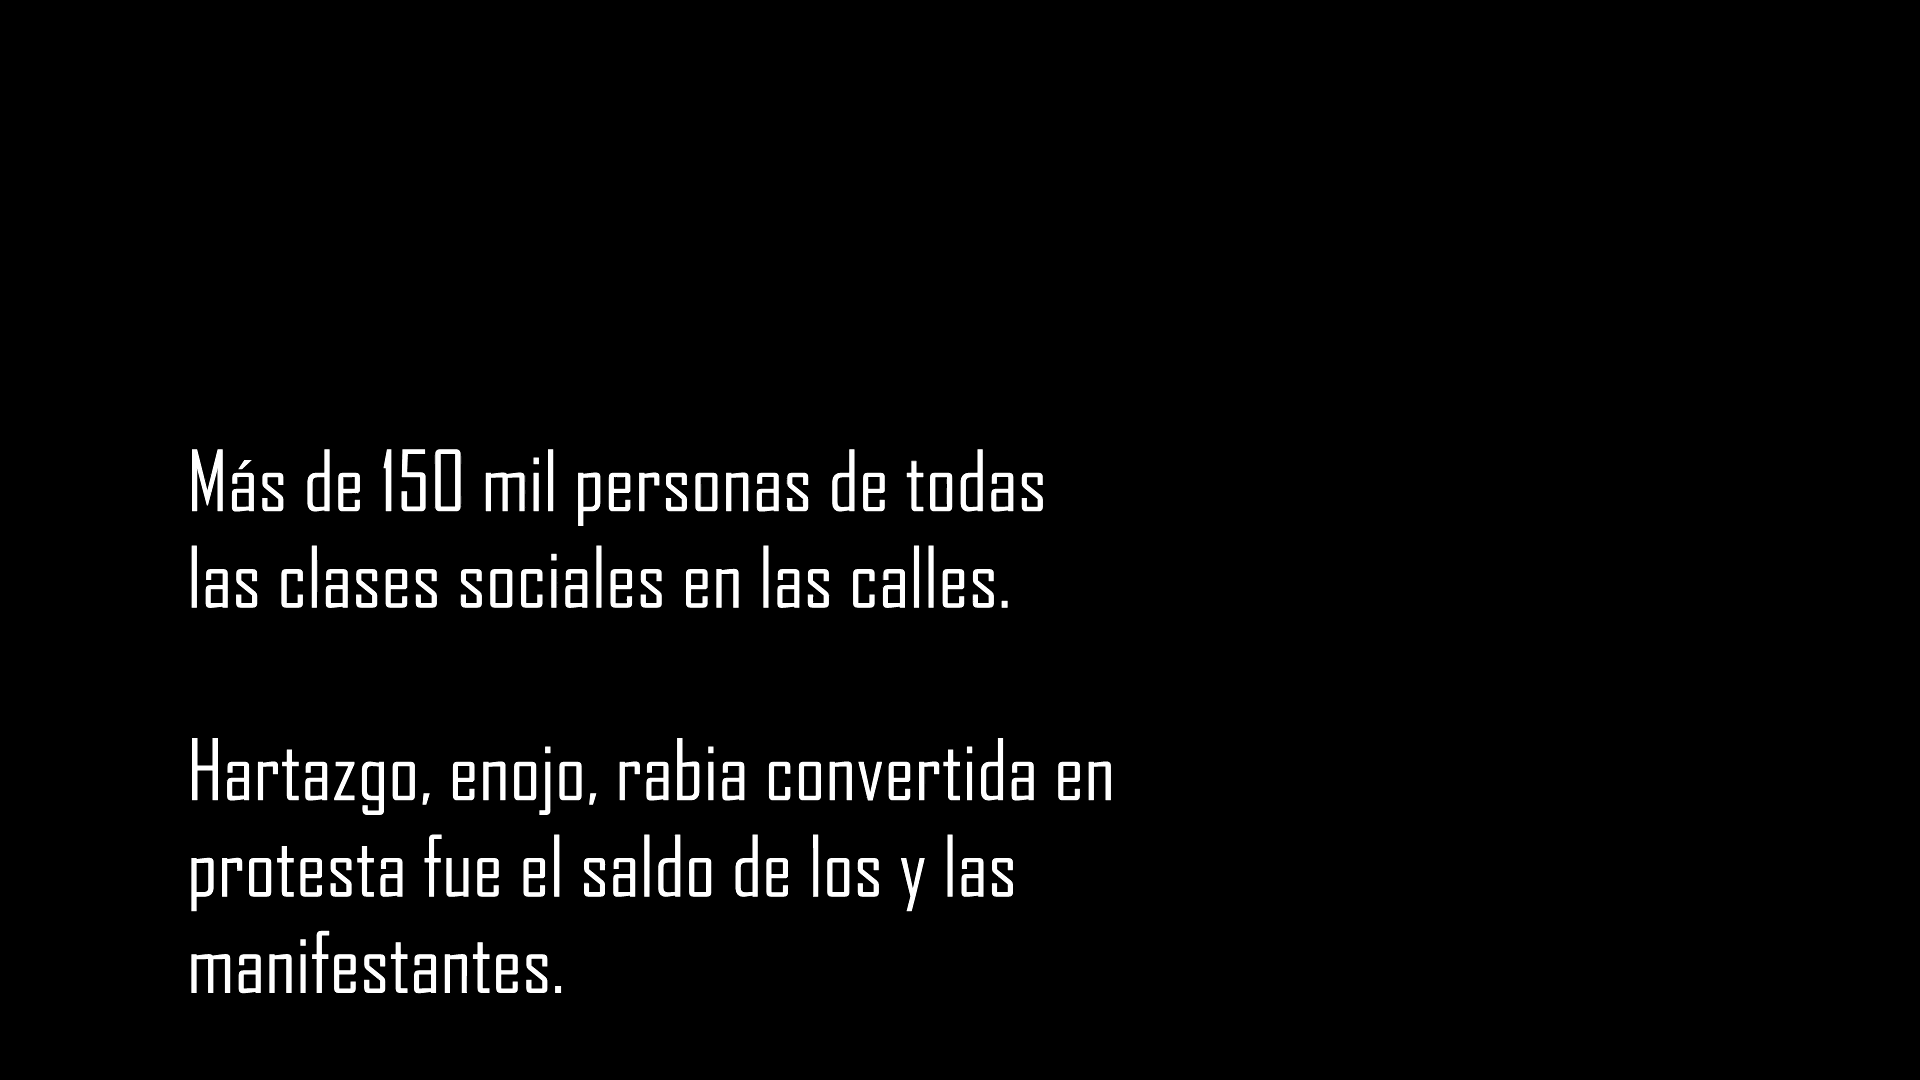 Más de 150 mil personas de todas
las clases sociales en las calles.
Hartazgo, enojo, rabia convertida en
protesta fue el saldo de los y las
manifestantes.